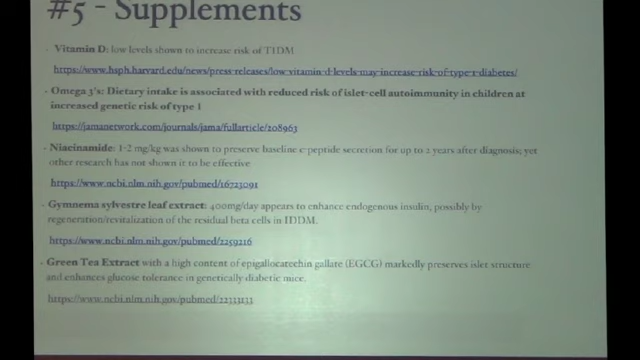 #5 - Supplements
Vitamin D: low levels shown to increase risk of T1DM
https://www.hsph.harvard.edu/news/press-releases/low-vitamin-d-levels-may-increase-risk-of-type-1-diabetes/
Omega 3's: Dietary intake is associated with reduced risk of islet-cell autoimmunity in children at
increased genetic risk of type 1
https://jamanetwork.com/journals/jama/fullarticle/208963
Niacinamide: 1-2 mg/kg was shown to preserve baseline c-peptide secretion for up to 2 years after diagnosis; yet
other research has not shown it to be effective
https://www.ncbi.nlm.nih.gov/pubmed/16723091
Gymnema sylvestre leaf extract: 400mg/day appears to enhance endogenous insulin, possibly by
regeneration/revitalization of the residual beta cells in IDDM.
https://www.ncbi.nlm.nih.gov/pubmed/2259216
Green Tea Extract with a high content of epigallocatechin gallate (EGCG) markedly preserves islet structure
and enhances glucose tolerance in genetically diabetic mice.
https://www.ncbi.nlm.nih.gov/pubmed/22333133